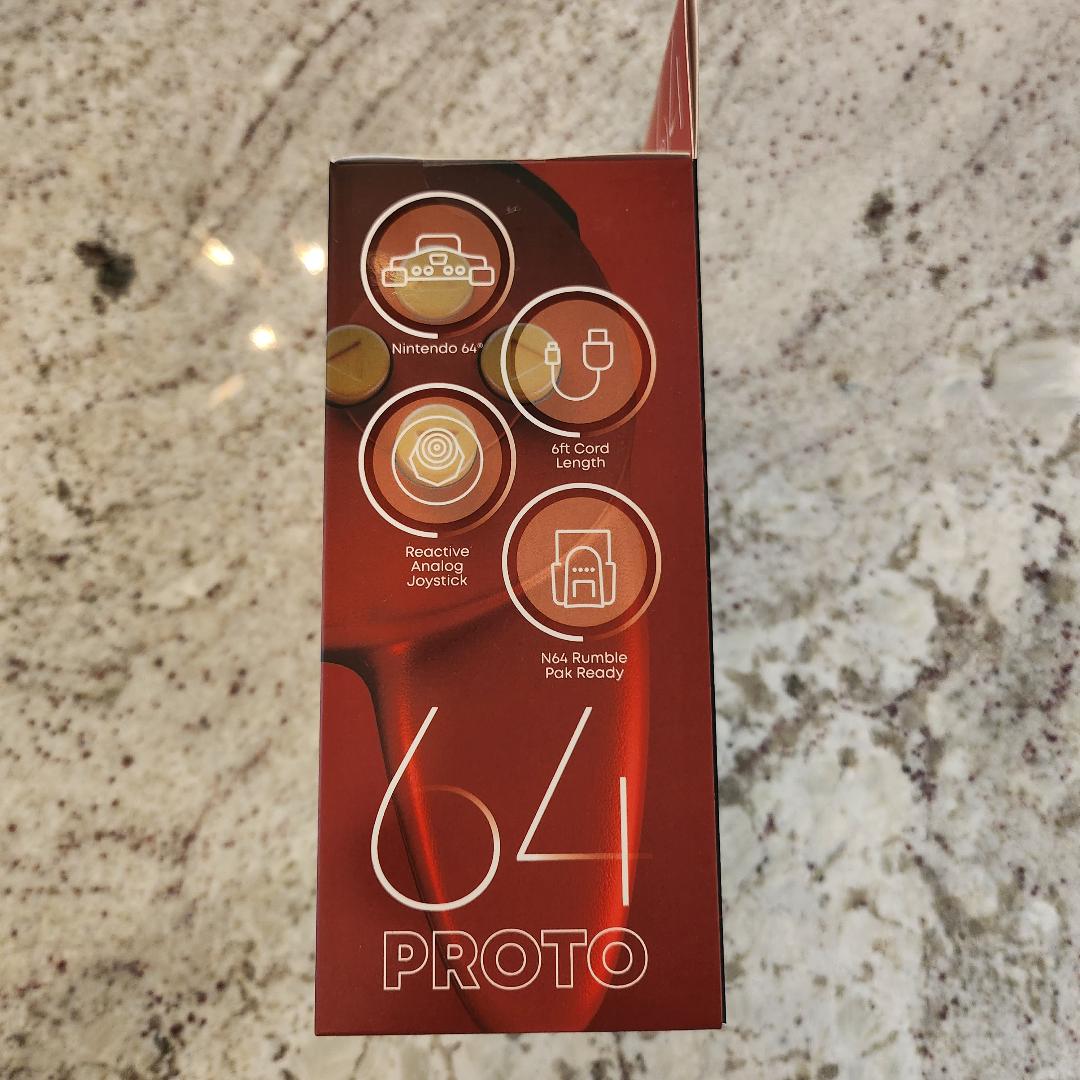 Nintendo 64®
6ft Cord
Length
Reactive
Analog
Joystick
N64 Rumble
Pak Ready
64
PROTO